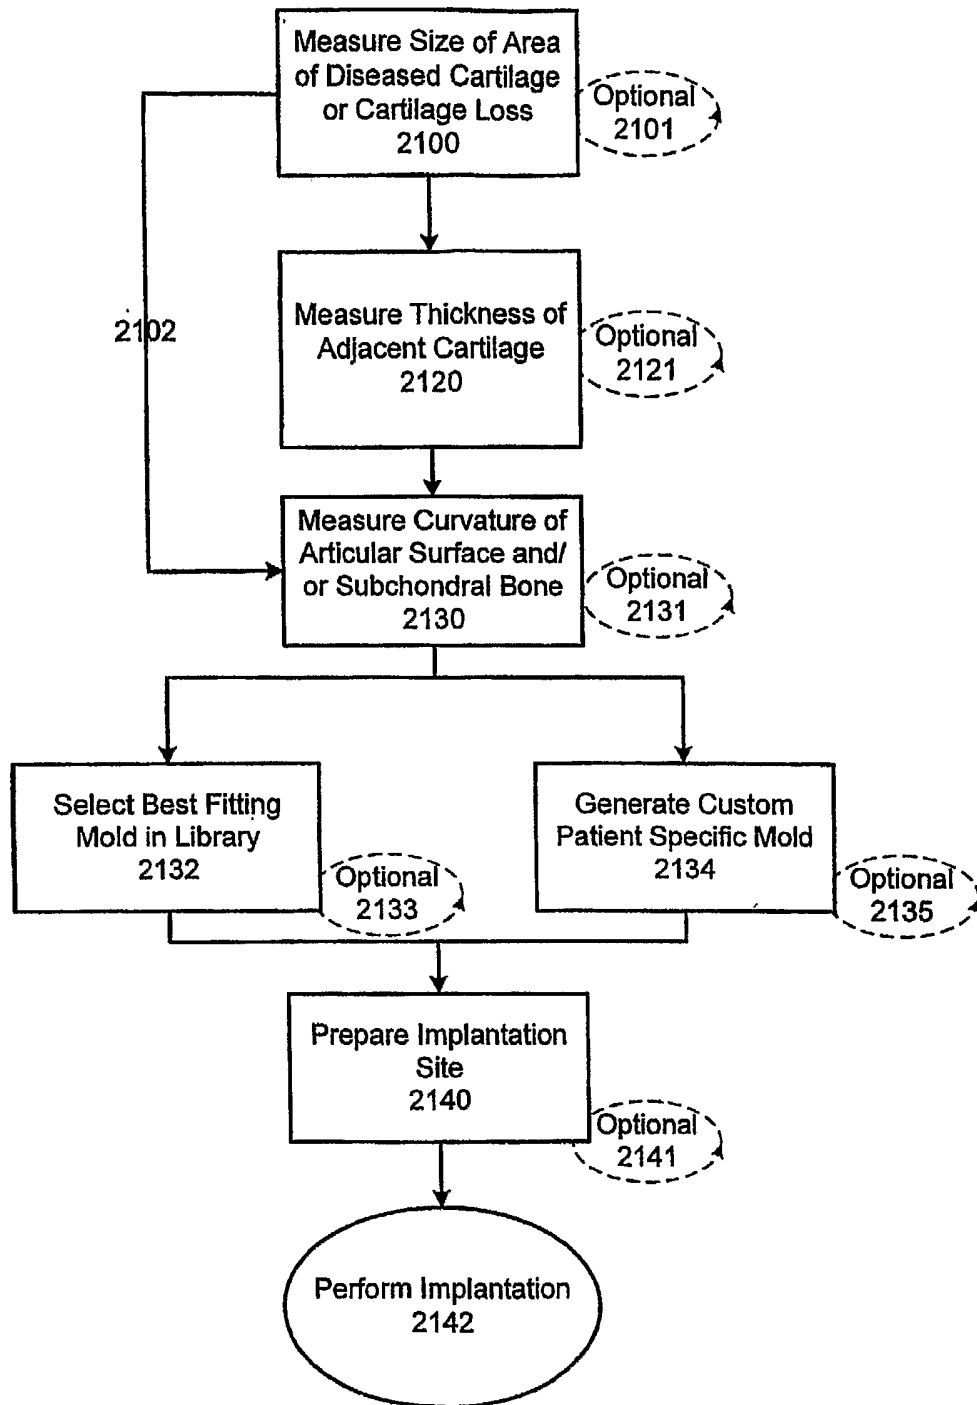 Measure Size of Area
of Diseased Cartilage
or Cartilage Loss
2100
Optional
2101
2102
Measure Thickness of
Adjacent Cartilage
2120
Optional
2121
Measure Curvature of
Articular Surface and/
or Subchondral Bone
2130
Optional
2131
Select Best Fitting
Mold in Library
2132
Optional
2133
Generate Custom
Patient Specific Mold
2134
Optional
2135
Prepare Implantation
Site
2140
Optional
2141
Perform Implantation
2142